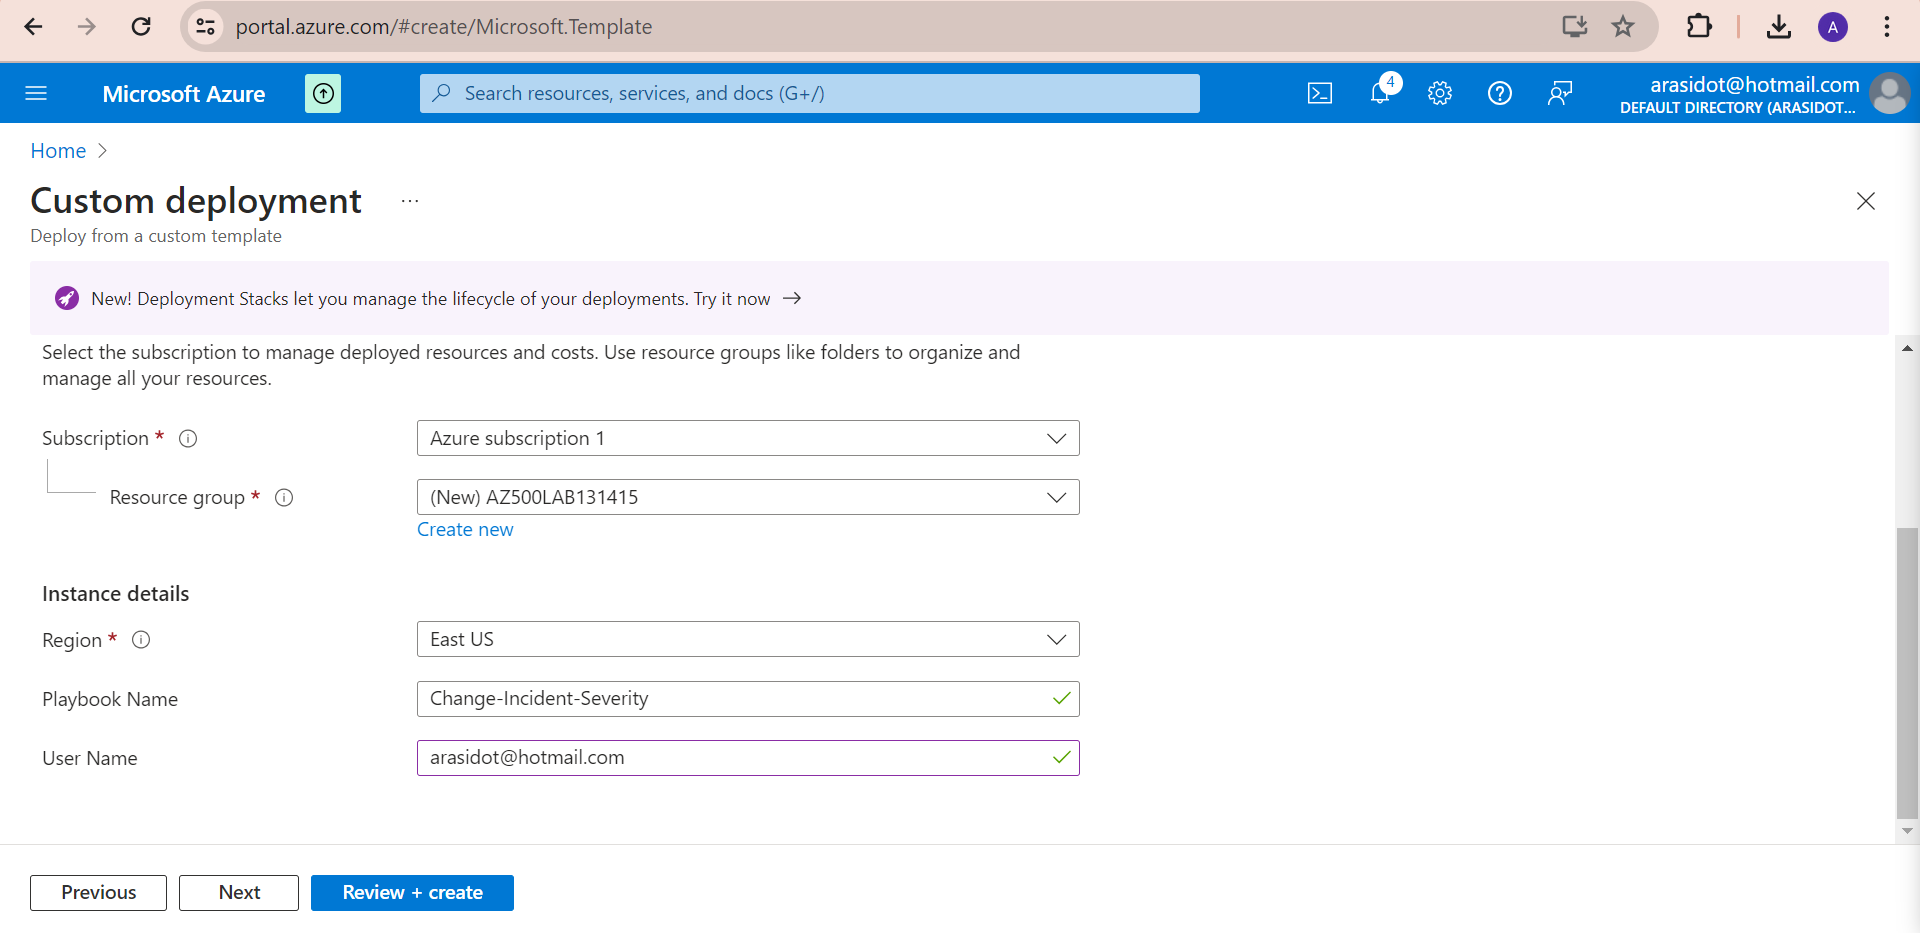 portal.azure.com/#create/Microsoft.Template
A
Microsoft Azure
Search resources, services, and docs (G+/)
4
arasidot@hotmail.com
DEFAULT DIRECTORY (ARASIDOT...
Home
Custom deployment
...
Deploy from a custom template
New! Deployment Stacks let you manage the lifecycle of your deployments. Try it now →
Select the subscription to manage deployed resources and costs. Use resource groups like folders to organize and
manage all your resources.
Subscription *
Azure subscription 1
Resource group *
(New) AZ500LAB131415
Create new
Instance details
Region *
East US
Playbook Name
Change-Incident-Severity
User Name
arasidot@hotmail.com
Previous
Next
Review + create